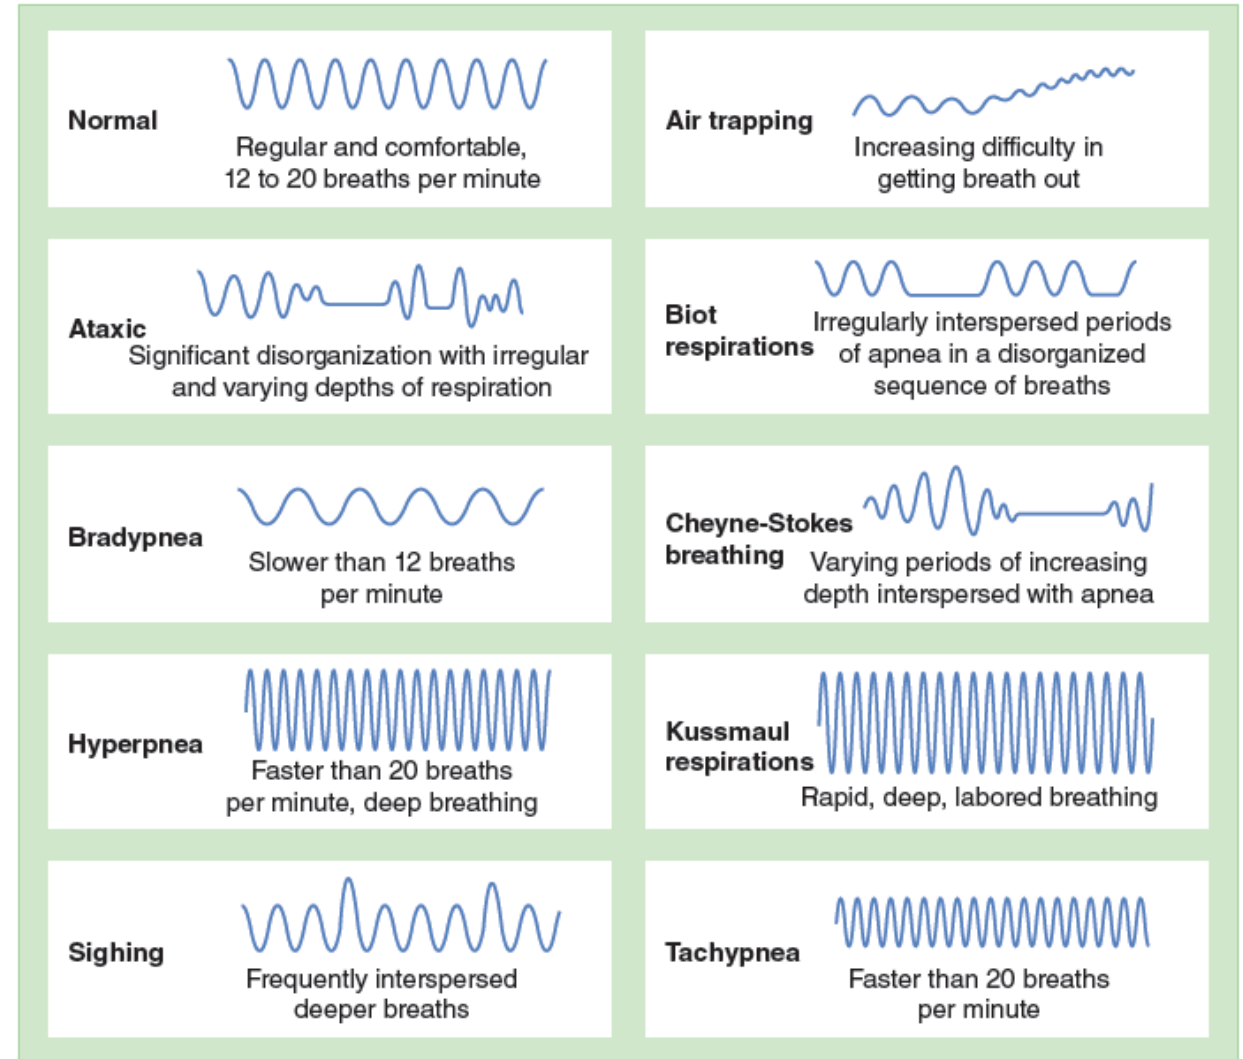 Normal
Regular and comfortable,
12 to 20 breaths per minute
Air trapping
Increasing difficulty in
getting breath out
Ataxic
Significant disorganization with irregular
and varying depths of respiration
Biot
respirations
Irregularly interspersed periods
of apnea in a disorganized
sequence of breaths
Bradypnea
Slower than 12 breaths
per minute
Cheyne-Stokes
breathing
Varying periods of increasing
depth interspersed with apnea
Hyperpnea
Faster than 20 breaths
per minute, deep breathing
Kussmaul
respirations
Rapid, deep, labored breathing
Sighing
Frequently interspersed
deeper breaths
Tachypnea
Faster than 20 breaths
per minute